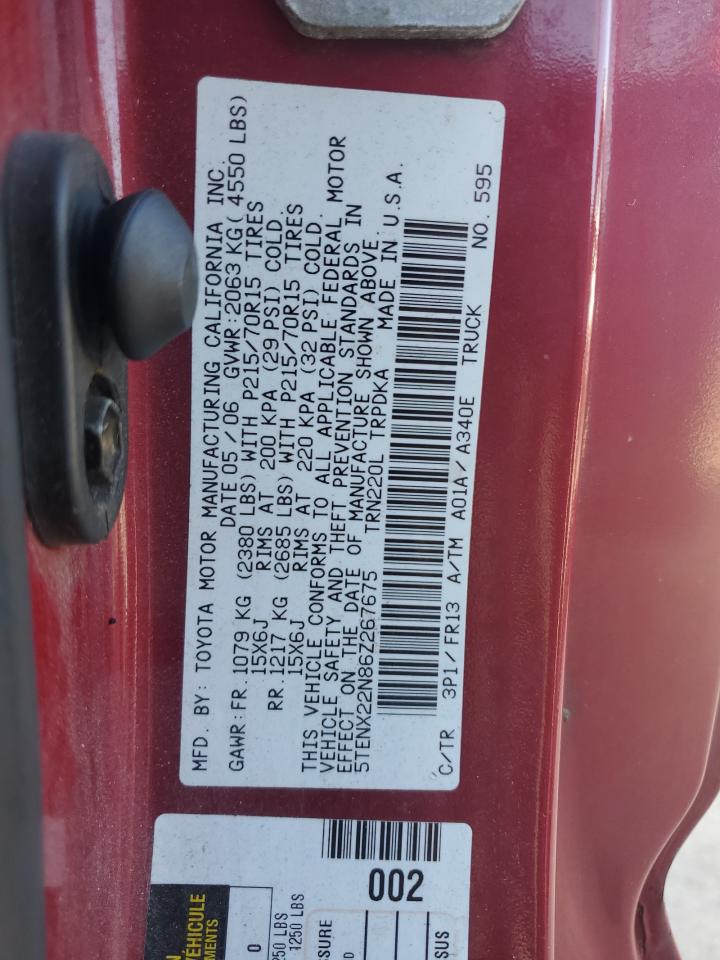 MFD. BY: TOYOTA MOTOR MANUFACTURING CALIFORNIA INC.
DATE 05/06 GVWR:2063 KG( 4550 LBS)
GAWR:FR.1079 KG (2380 LBS) WITH P215/70R15 TIRES
15X6J RIMS AT 200 KPA (29 PSI) COLD.
RR.1217 KG (2685 LBS) WITH P215/70R15 TIRES
15X6J RIMS AT 220 KPA (32 PSI) COLD.
THIS VEHICLE CONFORMS TO ALL APPLICABLE FEDERAL MOTOR
VEHICLE SAFETY AND THEFT PREVENTION STANDARDS IN
EFFECT ON THE DATE OF MANUFACTURE SHOWN ABOVE
5TENX22N86Z267675 TRN220L TRPDKA MADE IN U.S.A.
C/TR 3P1/FR13 A/TM A01A/A340E TRUCK NO. 595
002
VÉHICULE
0
1250 LBS